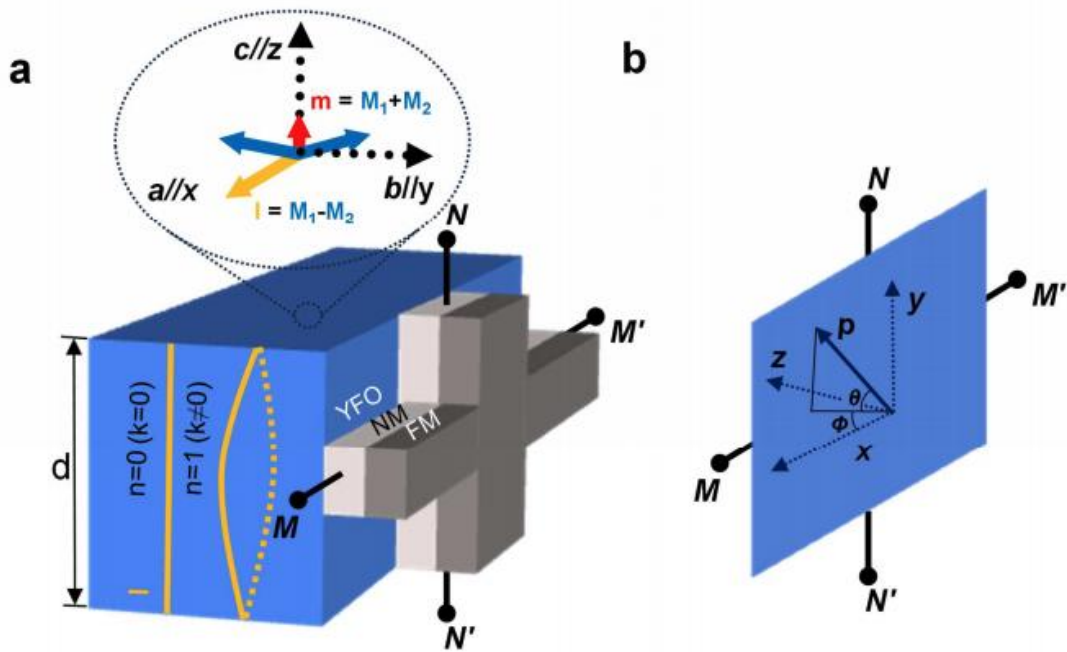 a
c//z
m = M₁+M₂
a//x
b//y
l = M₁-M₂
N
M'
d
n=0 (k=0)
n=1 (k≠0)
l
YFO
NM
FM
M
N'
b
N
M'
y
p
z
θ
Φ
x
M
N'